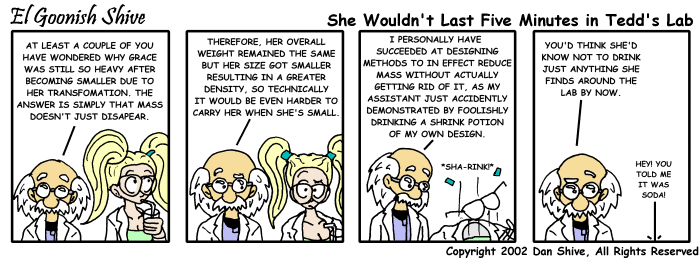 El Goonish Shive
She Wouldn't Last Five Minutes in Tedd's Lab
AT LEAST A COUPLE OF YOU
HAVE WONDERED WHY GRACE
WAS STILL SO HEAVY AFTER
BECOMING SMALLER DUE TO
HER TRANSFOMATION. THE
ANSWER IS SIMPLY THAT MASS
DOESN'T JUST DISAPEAR.
THEREFORE, HER OVERALL
WEIGHT REMAINED THE SAME
BUT HER SIZE GOT SMALLER
RESULTING IN A GREATER
DENSITY, SO TECHNICALLY
IT WOULD BE EVEN HARDER TO
CARRY HER WHEN SHE'S SMALL.
I PERSONALLY HAVE
SUCCEEDED AT DESIGNING
METHODS TO IN EFFECT REDUCE
MASS WITHOUT ACTUALLY
GETTING RID OF IT, AS MY
ASSISTANT JUST ACCIDENTLY
DEMONSTRATED BY FOOLISHLY
DRINKING A SHRINK POTION
OF MY OWN DESIGN.
*SHA-RINK!*
YOU'D THINK SHE'D
KNOW NOT TO DRINK
JUST ANYTHING SHE
FINDS AROUND THE
LAB BY NOW.
HEY! YOU
TOLD ME
IT WAS
SODA!
Copyright 2002 Dan Shive, All Rights Reserved